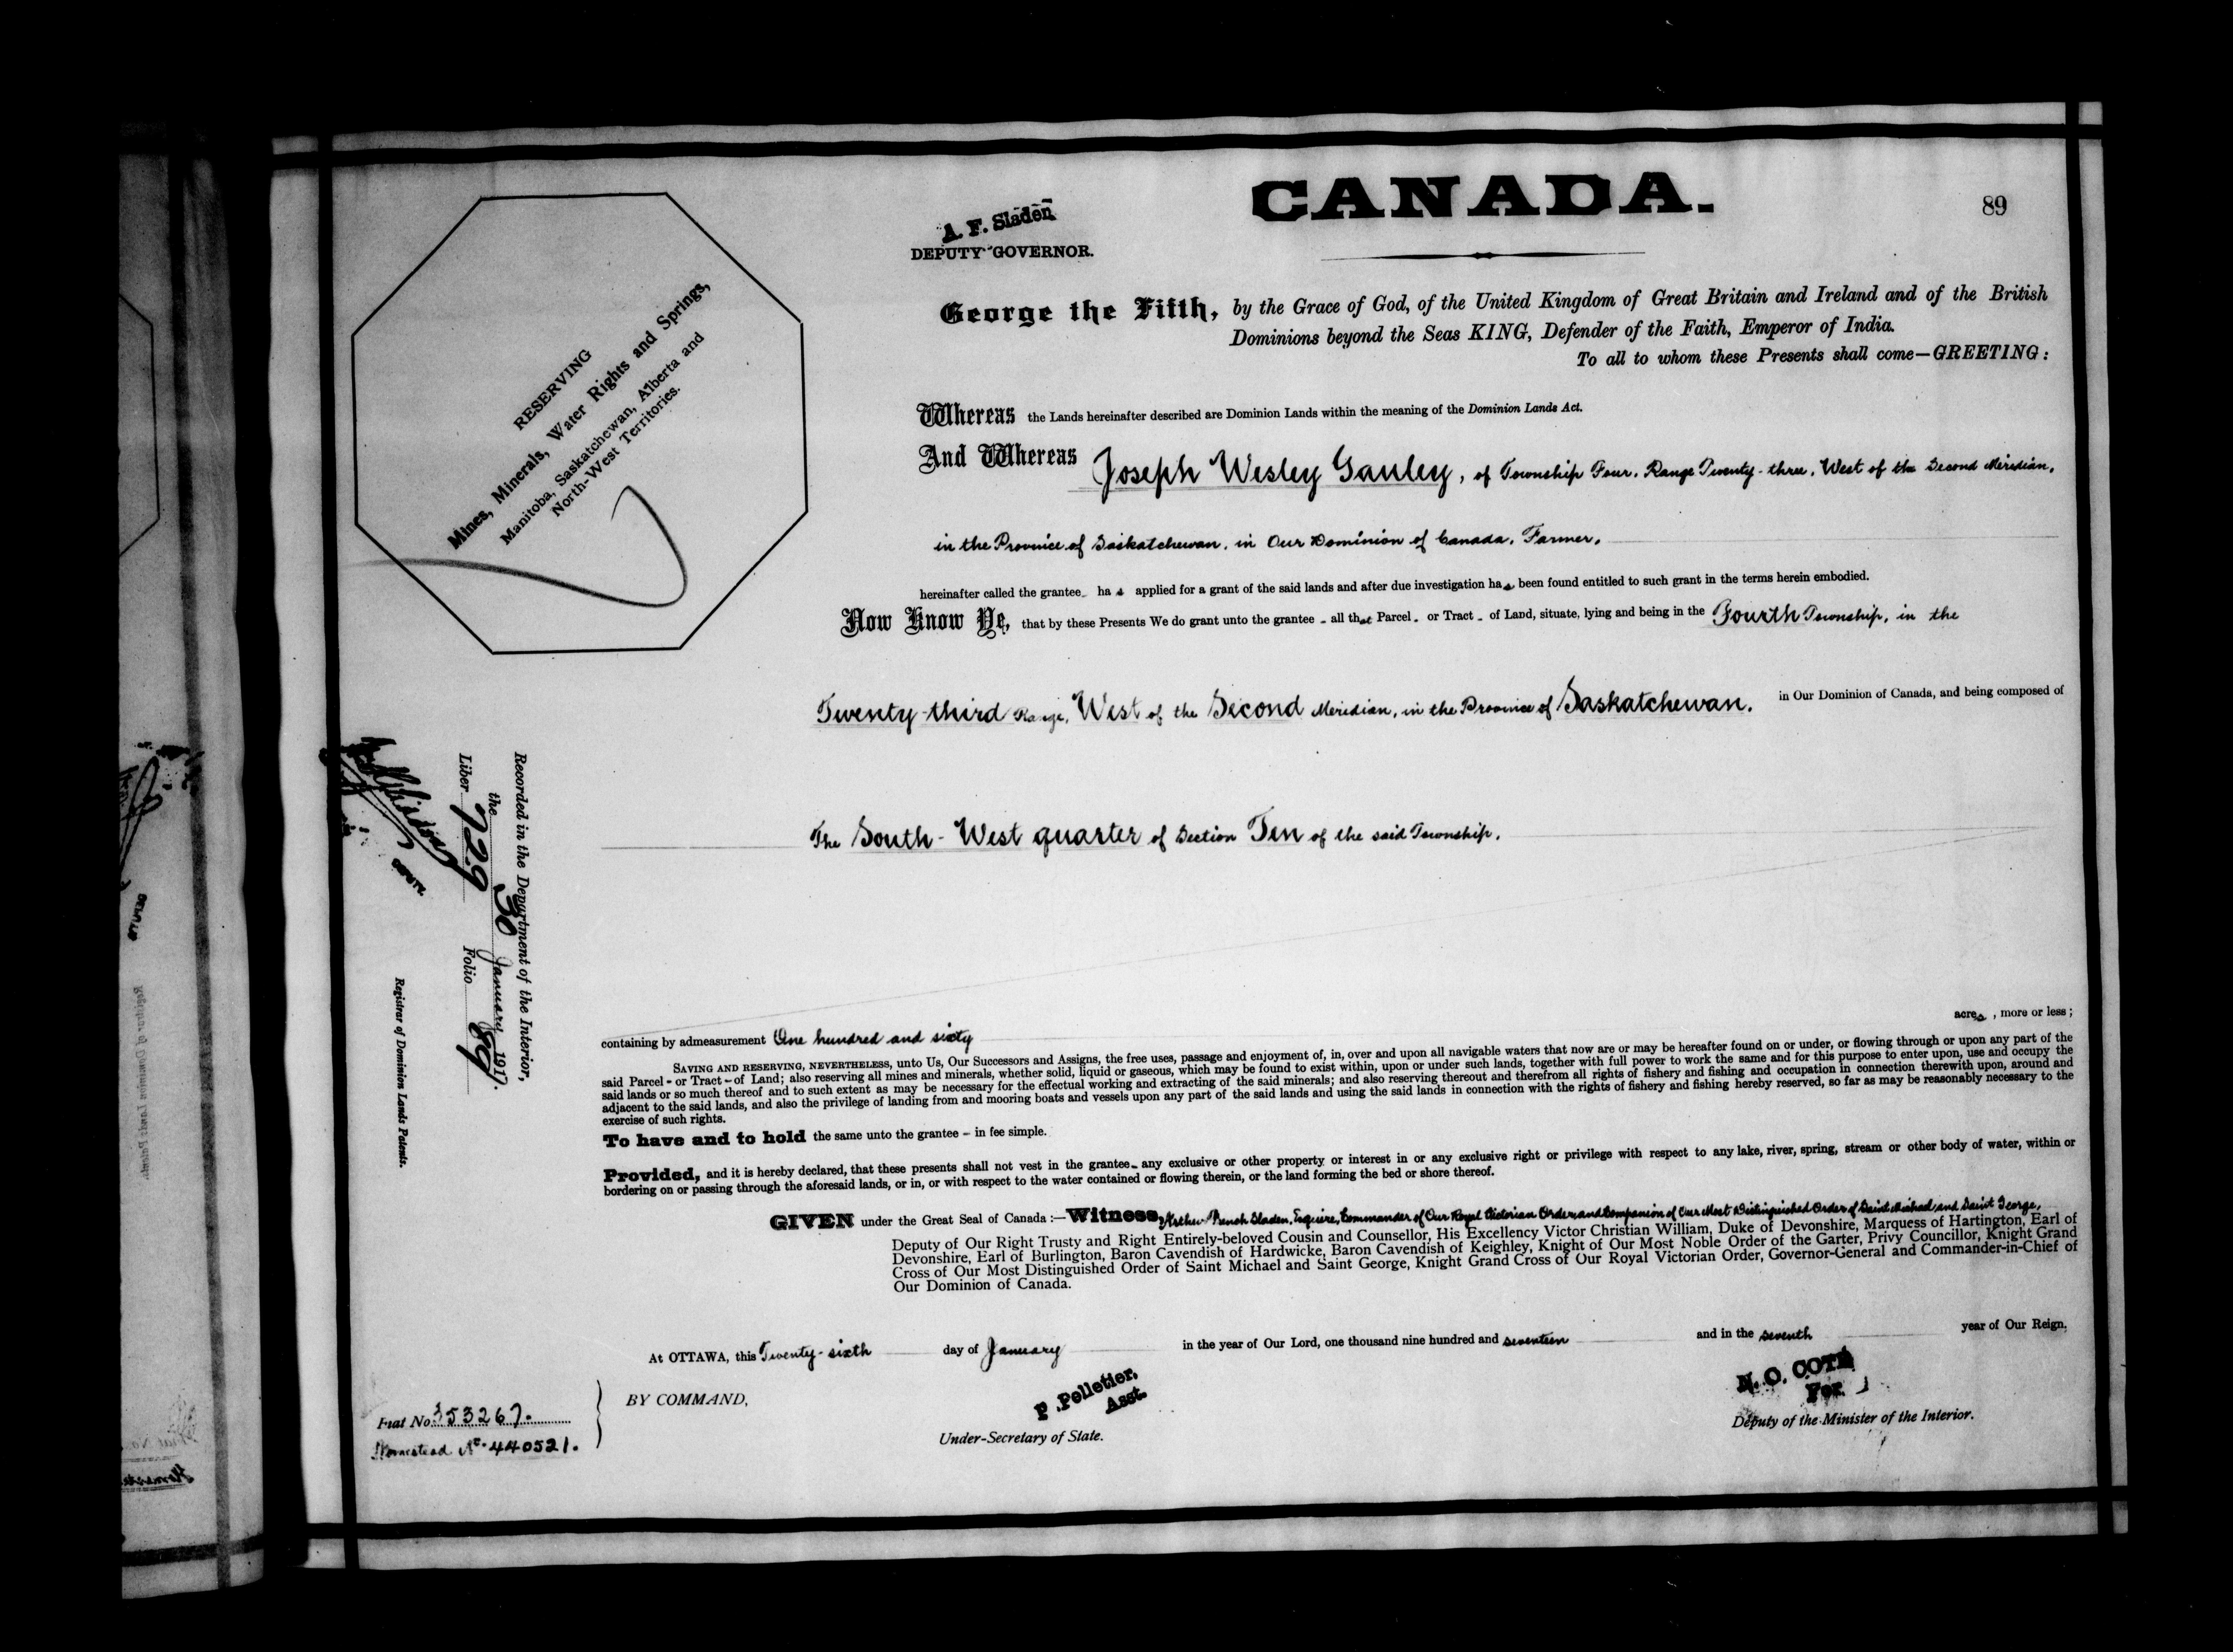 CANADA.
89
A. F. Sladen
DEPUTY GOVERNOR.
RESERVING
Mines, Minerals, Water Rights and Springs,
Manitoba, Saskatchewan, Alberta and
North-West Territories.
George the Fifth, by the Grace of God, of the United Kingdom of Great Britain and Ireland and of the British
Dominions beyond the Seas KING, Defender of the Faith, Emperor of India.
To all to whom these Presents shall come—GREETING:
Whereas the Lands hereinafter described are Dominion Lands within the meaning of the Dominion Lands Act.
And Whereas Joseph Wesley Ganley, of Township Four, Range Twenty-three, West of the Second Meridian,
in the Province of Saskatchewan, in Our Dominion of Canada, Farmer,
hereinafter called the grantee has applied for a grant of the said lands and after due investigation has been found entitled to such grant in the terms herein embodied.
Now Know Ye, that by these Presents We do grant unto the grantee - all that Parcel - or Tract - of Land, situate, lying and being in the Fourth Township, in the
Twenty-third Range, West of the Second Meridian, in the Province of Saskatchewan, in Our Dominion of Canada, and being composed of
The South-West quarter of Section Ten of the said Township.
acres, more or less;
containing by admeasurement One hundred and sixty
SAVING AND RESERVING, NEVERTHELESS, unto Us, Our Successors and Assigns, the free uses, passage and enjoyment of, in, over and upon all navigable waters that now are or may be hereafter found on or under, or flowing through or upon any part of the
said Parcel - or Tract - of Land; also reserving all mines and minerals, whether solid, liquid or gaseous, which may be found to exist within, upon or under such lands, together with full power to work the same and for this purpose to enter upon, use and occupy the
said lands or so much thereof and to such extent as may be necessary for the effectual working and extracting of the said minerals; and also reserving thereout and therefrom all rights of fishery and fishing and occupation in connection therewith upon, around and
adjacent to the said lands, and also the privilege of landing from and mooring boats and vessels upon any part of the said lands and using the said lands in connection with the rights of fishery and fishing hereby reserved, so far as may be reasonably necessary to the
exercise of such rights.
To have and to hold the same unto the grantee - in fee simple.
Provided, and it is hereby declared, that these presents shall not vest in the grantee - any exclusive or other property or interest in or any exclusive right or privilege with respect to any lake, river, spring, stream or other body of water, within or
bordering on or passing through the aforesaid lands, or in, or with respect to the water contained or flowing therein, or the land forming the bed or shore thereof.
GIVEN under the Great Seal of Canada:—Witness, Arthur French Sladen, Esquire, Commander of Our Royal Victorian Order and Companion of Our Most Distinguished Order of Saint Michael and Saint George,
Deputy of Our Right Trusty and Right Entirely-beloved Cousin and Counsellor, His Excellency Victor Christian William, Duke of Devonshire, Marquess of Hartington, Earl of
Devonshire, Earl of Burlington, Baron Cavendish of Hardwicke, Baron Cavendish of Keighley, Knight of Our Most Noble Order of the Garter, Privy Councillor, Knight Grand
Cross of Our Most Distinguished Order of Saint Michael and Saint George, Knight Grand Cross of Our Royal Victorian Order, Governor-General and Commander-in-Chief of
Our Dominion of Canada.
At OTTAWA, this Twenty-sixth day of January in the year of Our Lord, one thousand nine hundred and seventeen and in the seventh year of Our Reign.
BY COMMAND,
P. Pelletier,
Asst.
Under-Secretary of State.
N. O. COTÉ
For
Deputy of the Minister of the Interior.
Fiat No. 353267.
Homestead No. 440521.
Recorded in the Department of the Interior,
the 30 January 1917.
Liber 729 Folio 89
Registrar of Dominion Lands Patents.